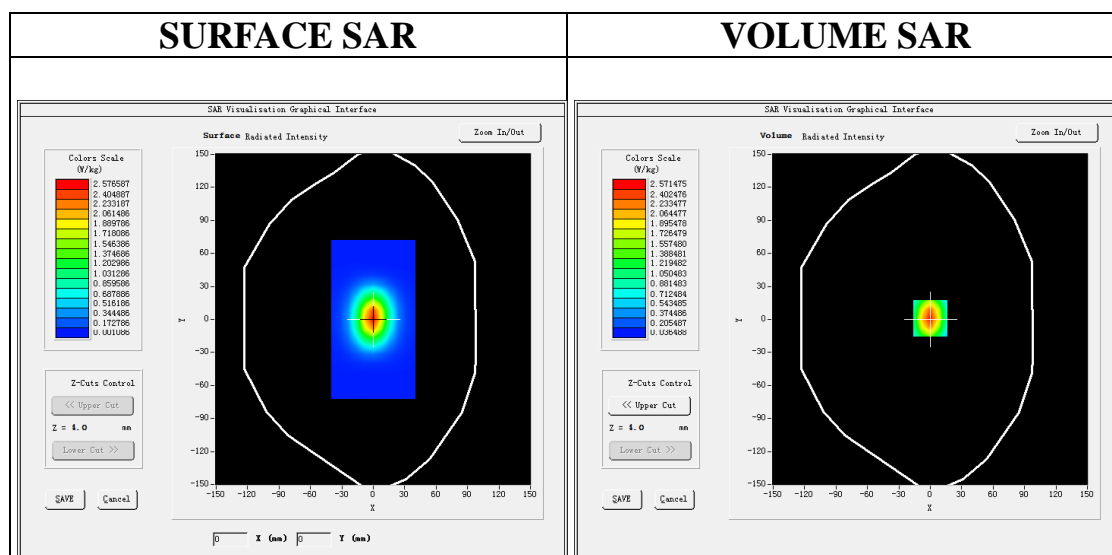 SURFACE SAR
VOLUME SAR
SAR Visualisation Graphical Interface
Surface Radiated Intensity
Zoom In/Out
Colors Scale
(W/kg)
2.576587
2.404887
2.233187
2.061486
1.889786
1.718086
1.546386
1.374686
1.202986
1.031286
0.859586
0.687886
0.516186
0.344486
0.172786
0.001086
Z-Cuts Control
<< Upper Cut
Z = 4.0 mm
Lower Cut >>
SAVE
Cancel
150
120
90
60
30
0
-30
-60
-90
-120
-150
Y
-150 -120 -90 -60 -30 0 30 60 90 120 150
X
0 X (mm) 0 Y (mm)
SAR Visualisation Graphical Interface
Volume Radiated Intensity
Zoom In/Out
Colors Scale
(W/kg)
2.571475
2.402476
2.233477
2.064477
1.895478
1.726479
1.557480
1.388481
1.219482
1.050483
0.881483
0.712484
0.543485
0.374486
0.205487
0.036488
Z-Cuts Control
<< Upper Cut
Z = 4.0 mm
Lower Cut >>
SAVE
Cancel
150
120
90
60
30
0
-30
-60
-90
-120
-150
Y
-150 -120 -90 -60 -30 0 30 60 90 120 150
X